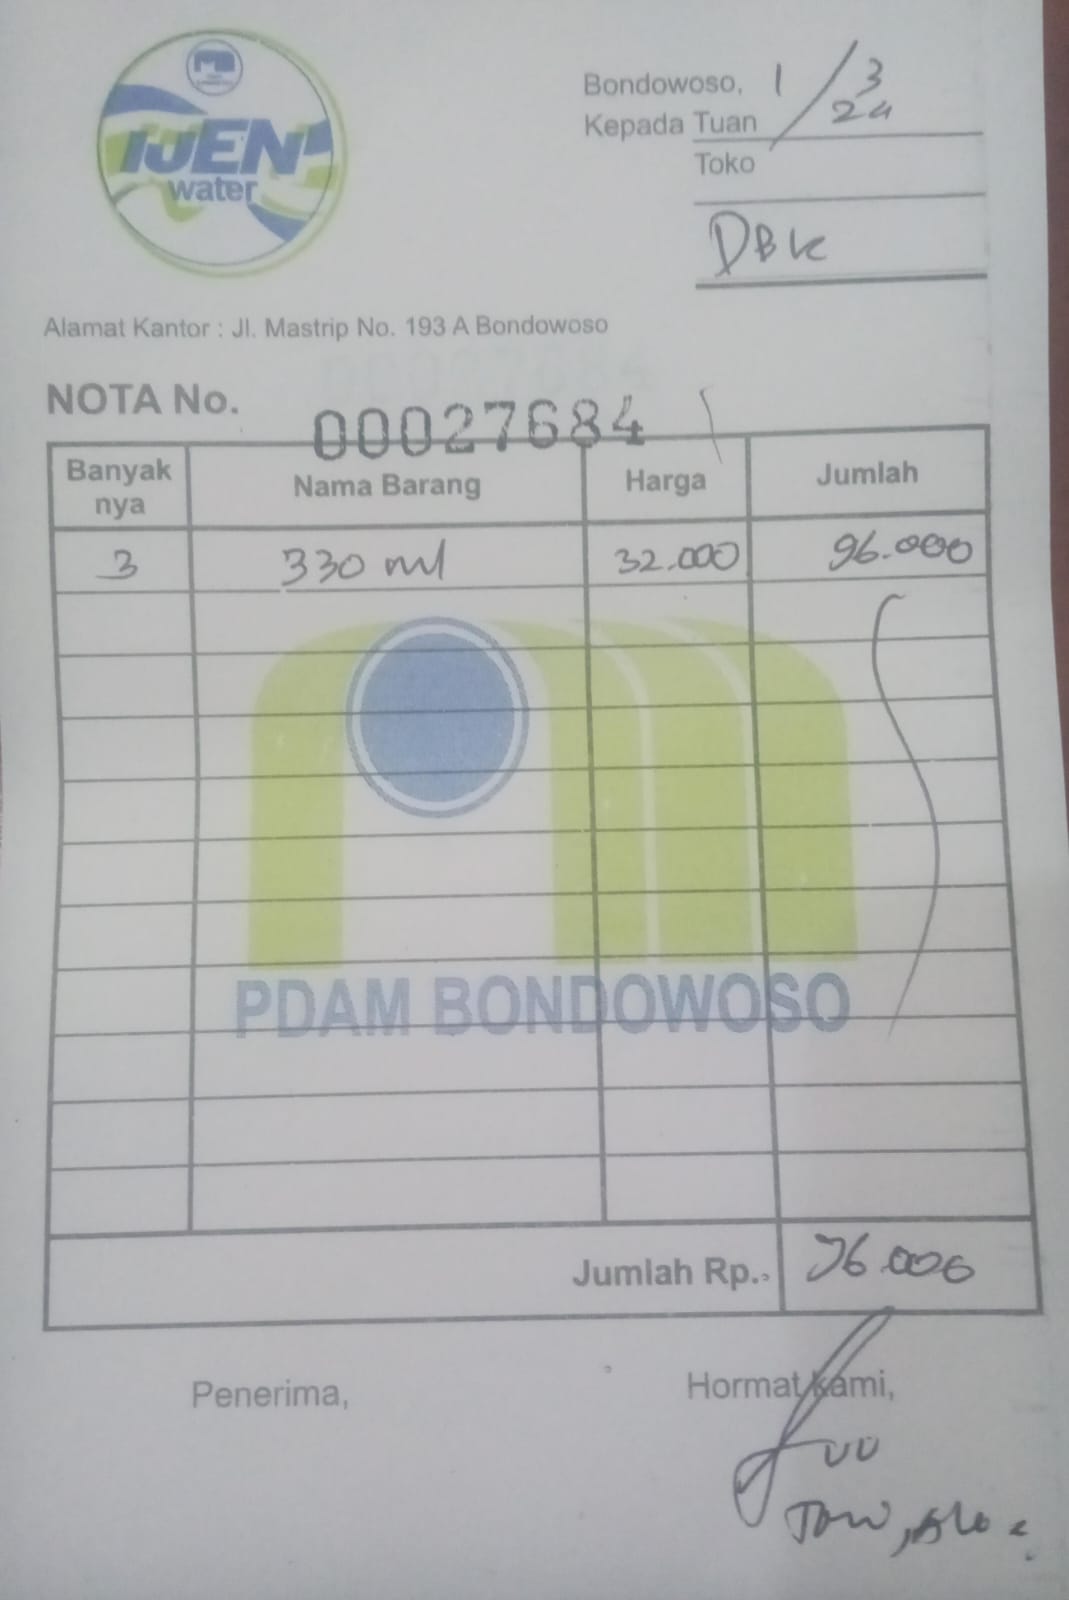 IJEN
water
Bondowoso, 1/3
24
Kepada Tuan
Toko
DBK
Alamat Kantor : Jl. Mastrip No. 193 A Bondowoso
NOTA No. 00027684
Banyak nya Nama Barang Harga Jumlah
3 330 ml 32.000 96.000
PDAM BONDOWOSO
Jumlah Rp. 96.000
Penerima, Hormat kami,